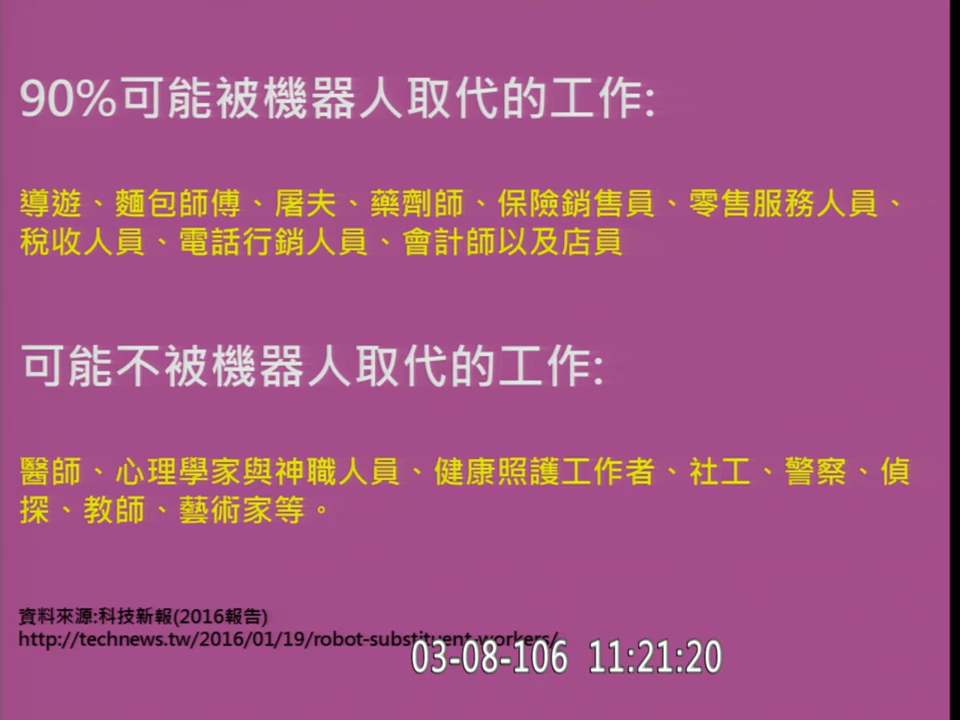 90%可能被機器人取代的工作:
導遊、麵包師傅、屠夫、藥劑師、保險銷售員、零售服務人員、
稅收人員、電話行銷人員、會計師以及店員
可能不被機器人取代的工作:
醫師、心理學家與神職人員、健康照護工作者、社工、警察、偵
探、教師、藝術家等。
資料來源:科技新報(2016報告)
http://technews.tw/2016/01/19/robot-substituent-workers/
03-08-106 11:21:20